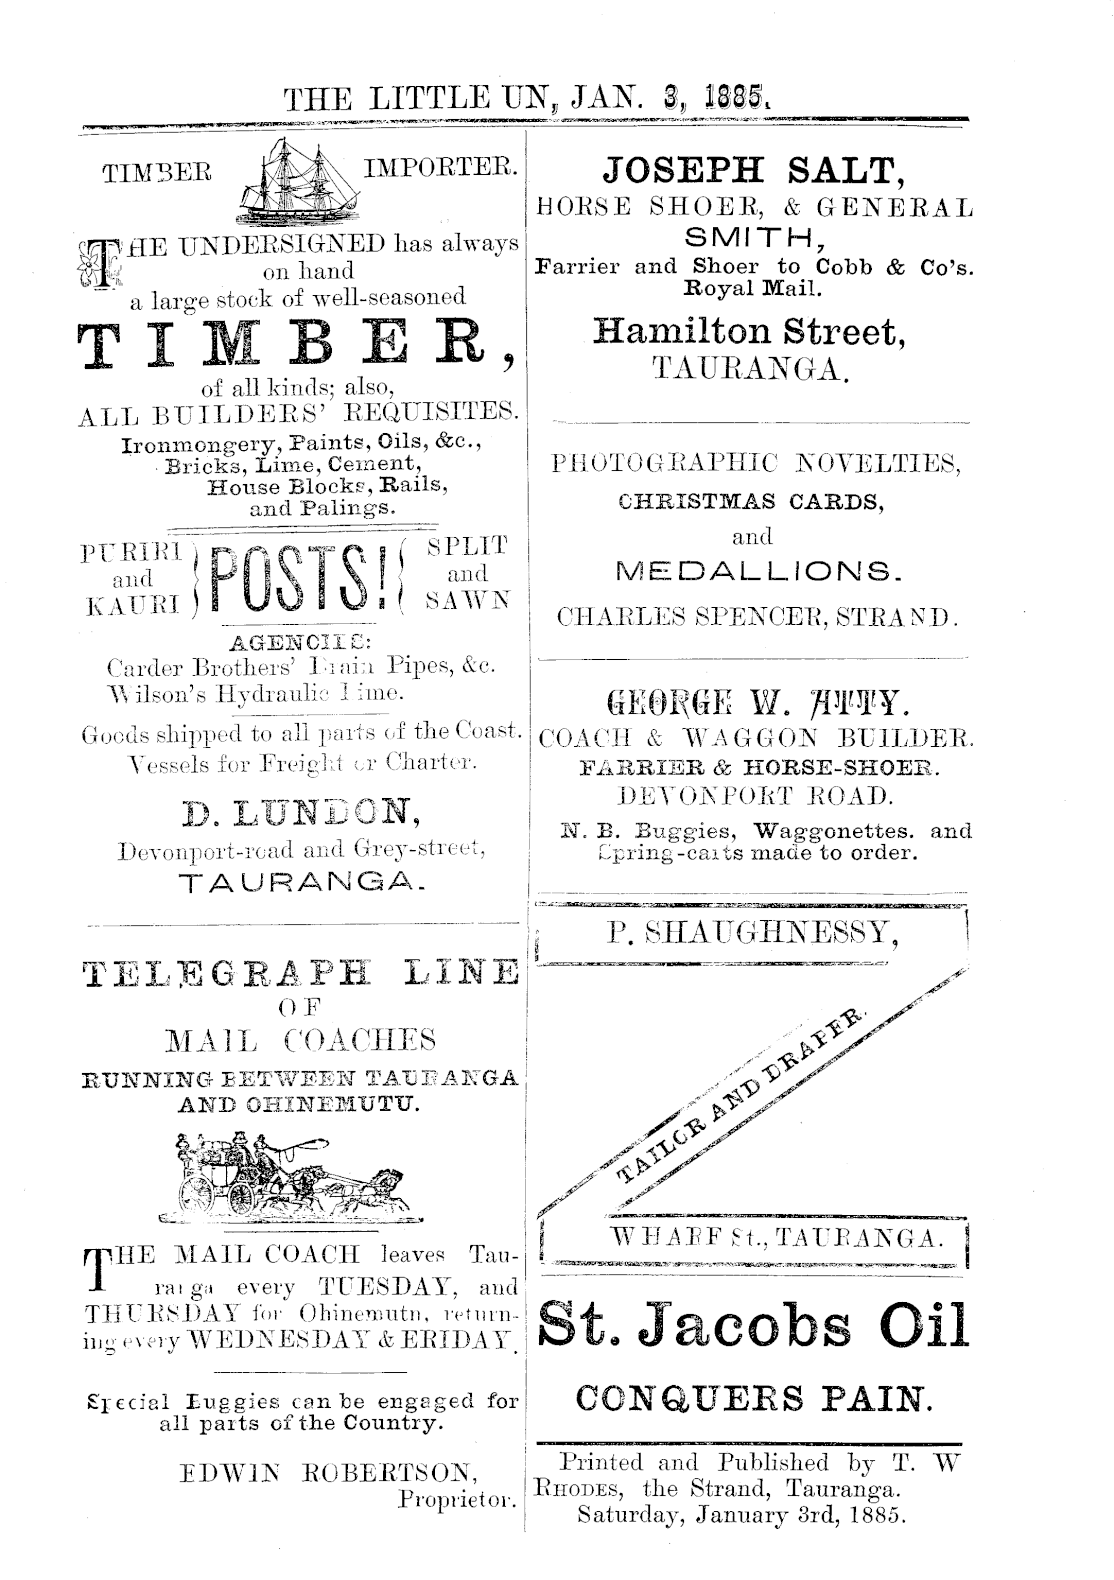 THE LITTLE UN, JAN. 3, 1885.
TIMBER IMPORTER.
THE UNDERSIGNED has always
on hand
a large stock of well-seasoned
TIMBER,
of all kinds; also,
ALL BUILDERS' REQUISITES.
Ironmongery, Paints, Oils, &c.,
Bricks, Lime, Cement,
House Blocks, Rails,
and Palings.
PURIRI
and
KAURI
POSTS!
SPLIT
and
SAWN
AGENCIES:
Carder Brothers' Drain Pipes, &c.
Wilson's Hydraulic Lime.
Goods shipped to all parts of the Coast.
Vessels for Freight or Charter.
D. LUNDON,
Devonport-road and Grey-street,
TAURANGA.
TELEGRAPH LINE
OF
MAIL COACHES
RUNNING BETWEEN TAURANGA
AND OHINEMUTU.
THE MAIL COACH leaves Tau-
ranga every TUESDAY, and
THURSDAY for Ohinemutu, return-
ing every WEDNESDAY & FRIDAY.
Special Buggies can be engaged for
all parts of the Country.
EDWIN ROBERTSON,
Proprietor.
JOSEPH SALT,
HORSE SHOER, & GENERAL
SMITH,
Farrier and Shoer to Cobb & Co's.
Royal Mail.
Hamilton Street,
TAURANGA.
PHOTOGRAPHIC NOVELTIES,
CHRISTMAS CARDS,
and
MEDALLIONS.
CHARLES SPENCER, STRAND.
GEORGE W. ATTY.
COACH & WAGGON BUILDER.
FARRIER & HORSE-SHOER.
DEVONPORT ROAD.
N. B. Buggies, Waggonettes. and
Spring-carts made to order.
P. SHAUGHNESSY,
TAILOR AND DRAPER.
WHARF St., TAURANGA.
St. Jacobs Oil
CONQUERS PAIN.
Printed and Published by T. W
RHODES, the Strand, Tauranga.
Saturday, January 3rd, 1885.